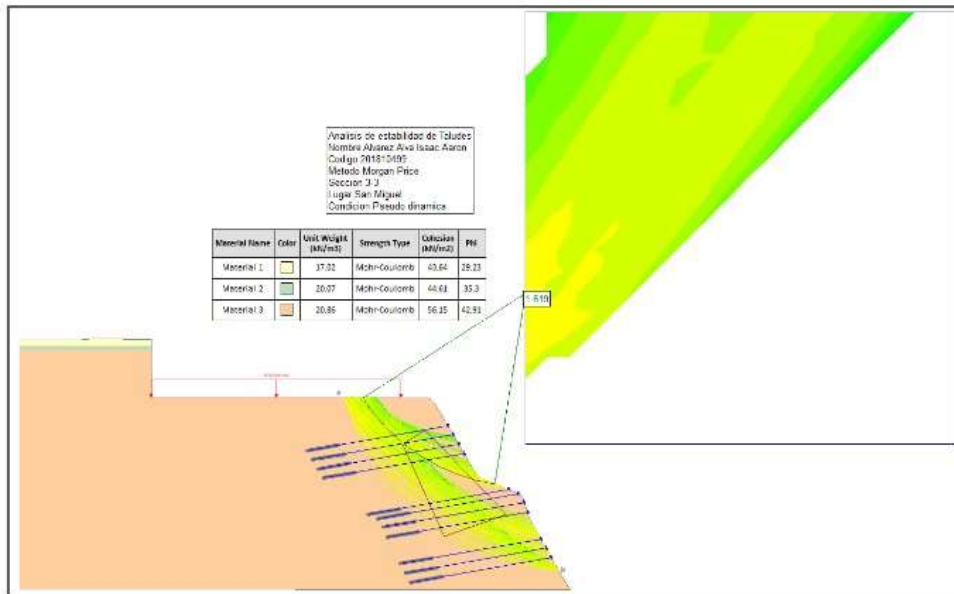 Analisis de estabilidad de Taludes
Nombre Alvarez Alva Isaac Aaron
Codigo 201810499
Metodo Morgan Price
Seccion 3-3
Lugar San Miguel
Condicion Pseudo dinamica
Material Name Color Unit Weight (kN/m3) Strength Type Cohesion (kN/m2) Phi
Material 1 17.02 Mohr-Coulomb 43.64 29.23
Material 2 20.07 Mohr-Coulomb 44.61 35.3
Material 3 20.86 Mohr-Coulomb 56.15 42.91
1.619